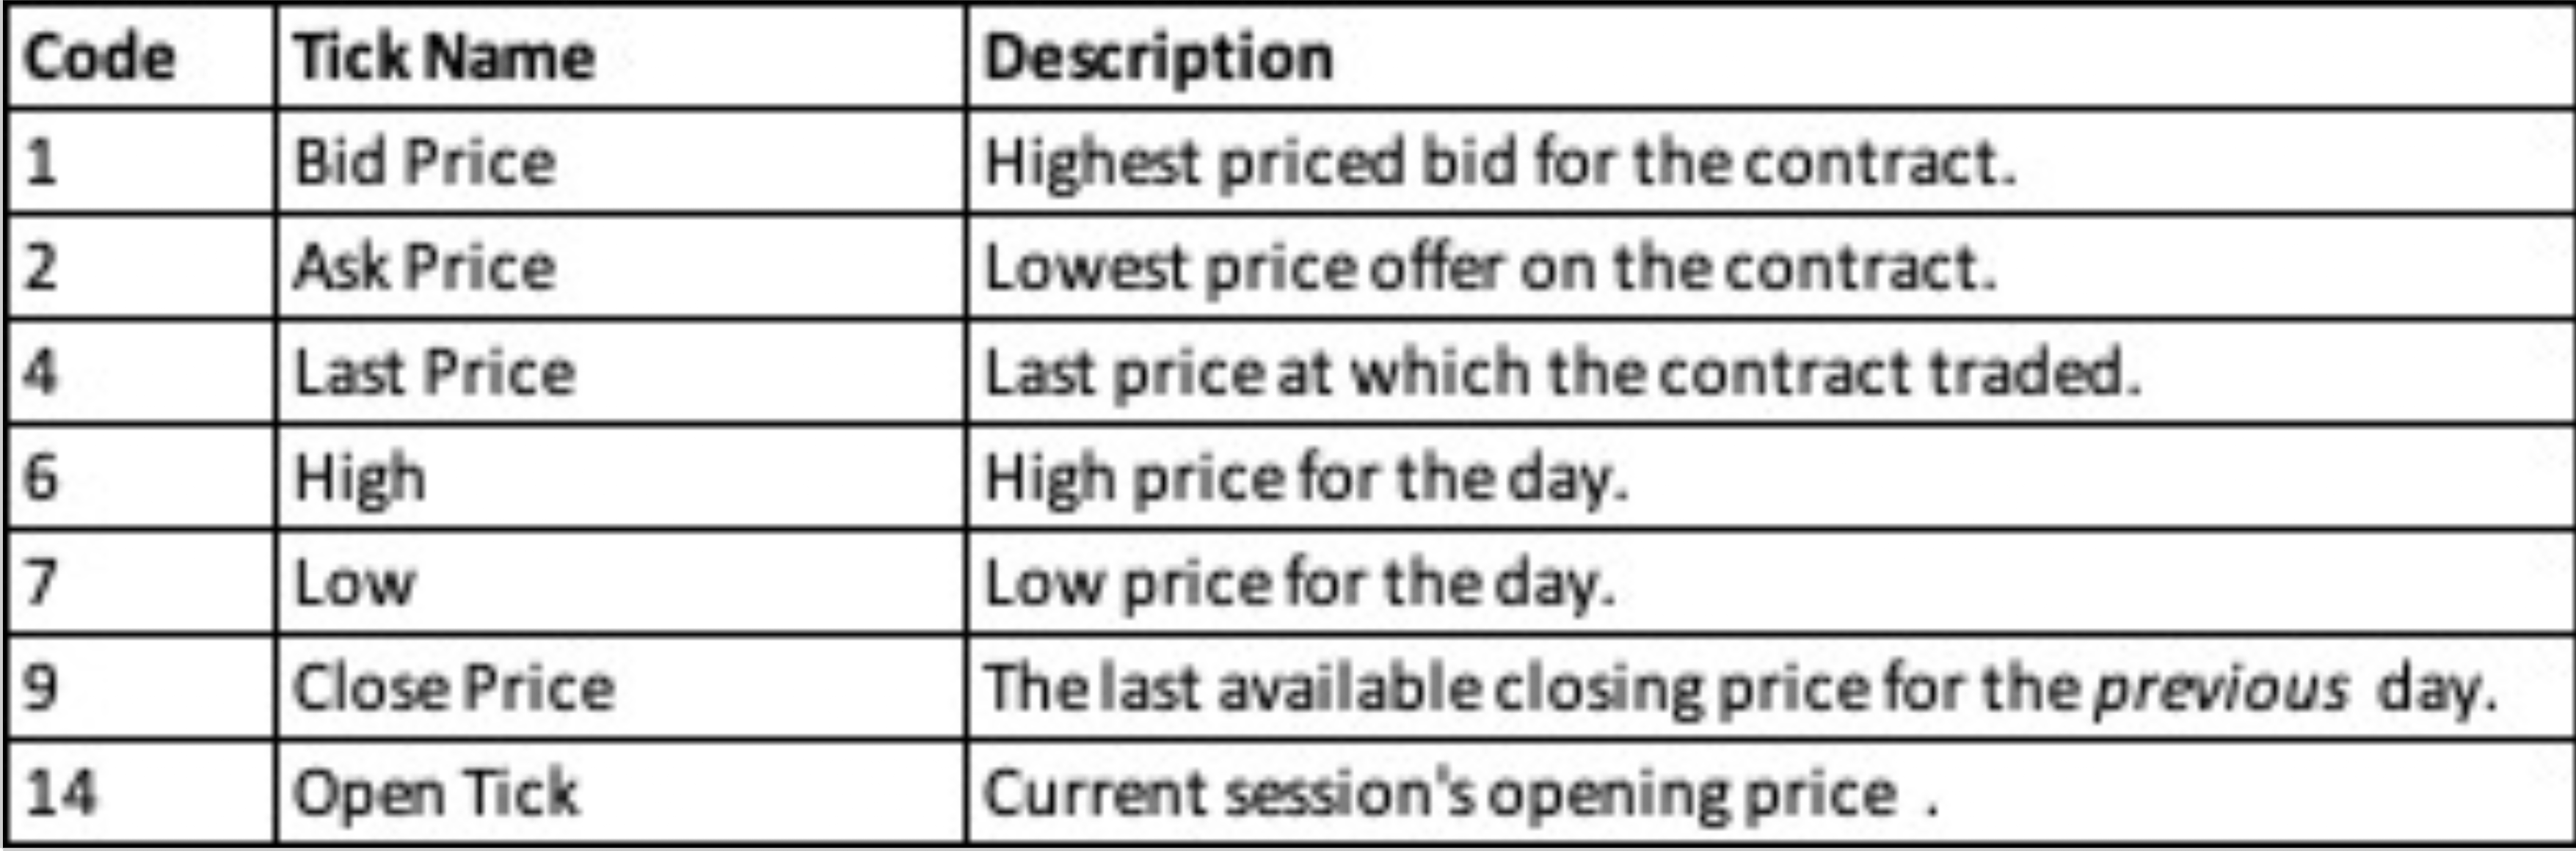 Code Tick Name Description
1 Bid Price Highest priced bid for the contract.
2 Ask Price Lowest price offer on the contract.
4 Last Price Last price at which the contract traded.
6 High High price for the day.
7 Low Low price for the day.
9 Close Price The last available closing price for the previous day.
14 Open Tick Current session's opening price .